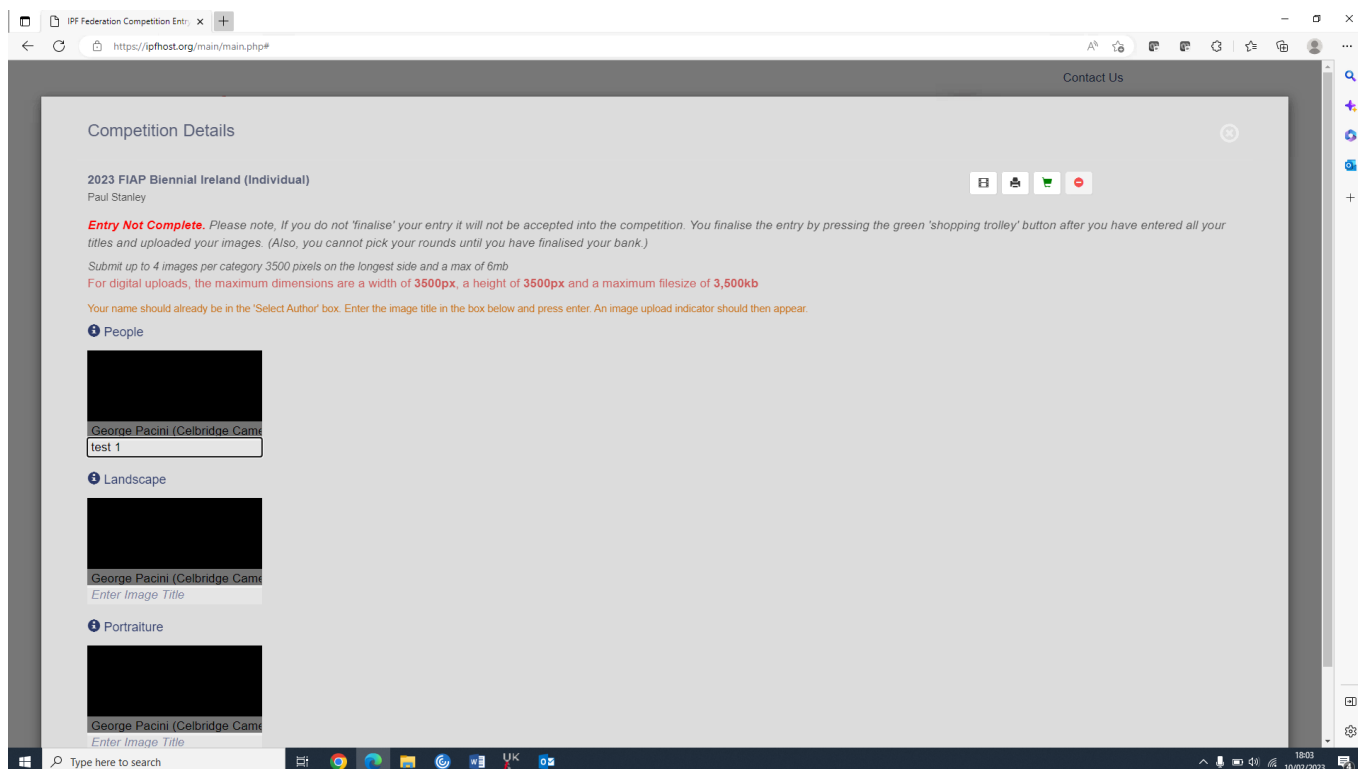 IPF Federation Competition Entr
https://ipfhost.org/main/main.php#
Contact Us
Competition Details
2023 FIAP Biennial Ireland (Individual)
Paul Stanley
Entry Not Complete. Please note, If you do not 'finalise' your entry it will not be accepted into the competition. You finalise the entry by pressing the green 'shopping trolley' button after you have entered all your
titles and uploaded your images. (Also, you cannot pick your rounds until you have finalised your bank.)
Submit up to 4 images per category 3500 pixels on the longest side and a max of 6mb
For digital uploads, the maximum dimensions are a width of 3500px, a height of 3500px and a maximum filesize of 3,500kb
Your name should already be in the 'Select Author' box. Enter the image title in the box below and press enter. An image upload indicator should then appear.
People
George Pacini (Celbridge Came
test 1
Landscape
George Pacini (Celbridge Came
Enter Image Title
Portraiture
George Pacini (Celbridge Came
Enter Image Title
Type here to search
UK
18:03
10/02/2023